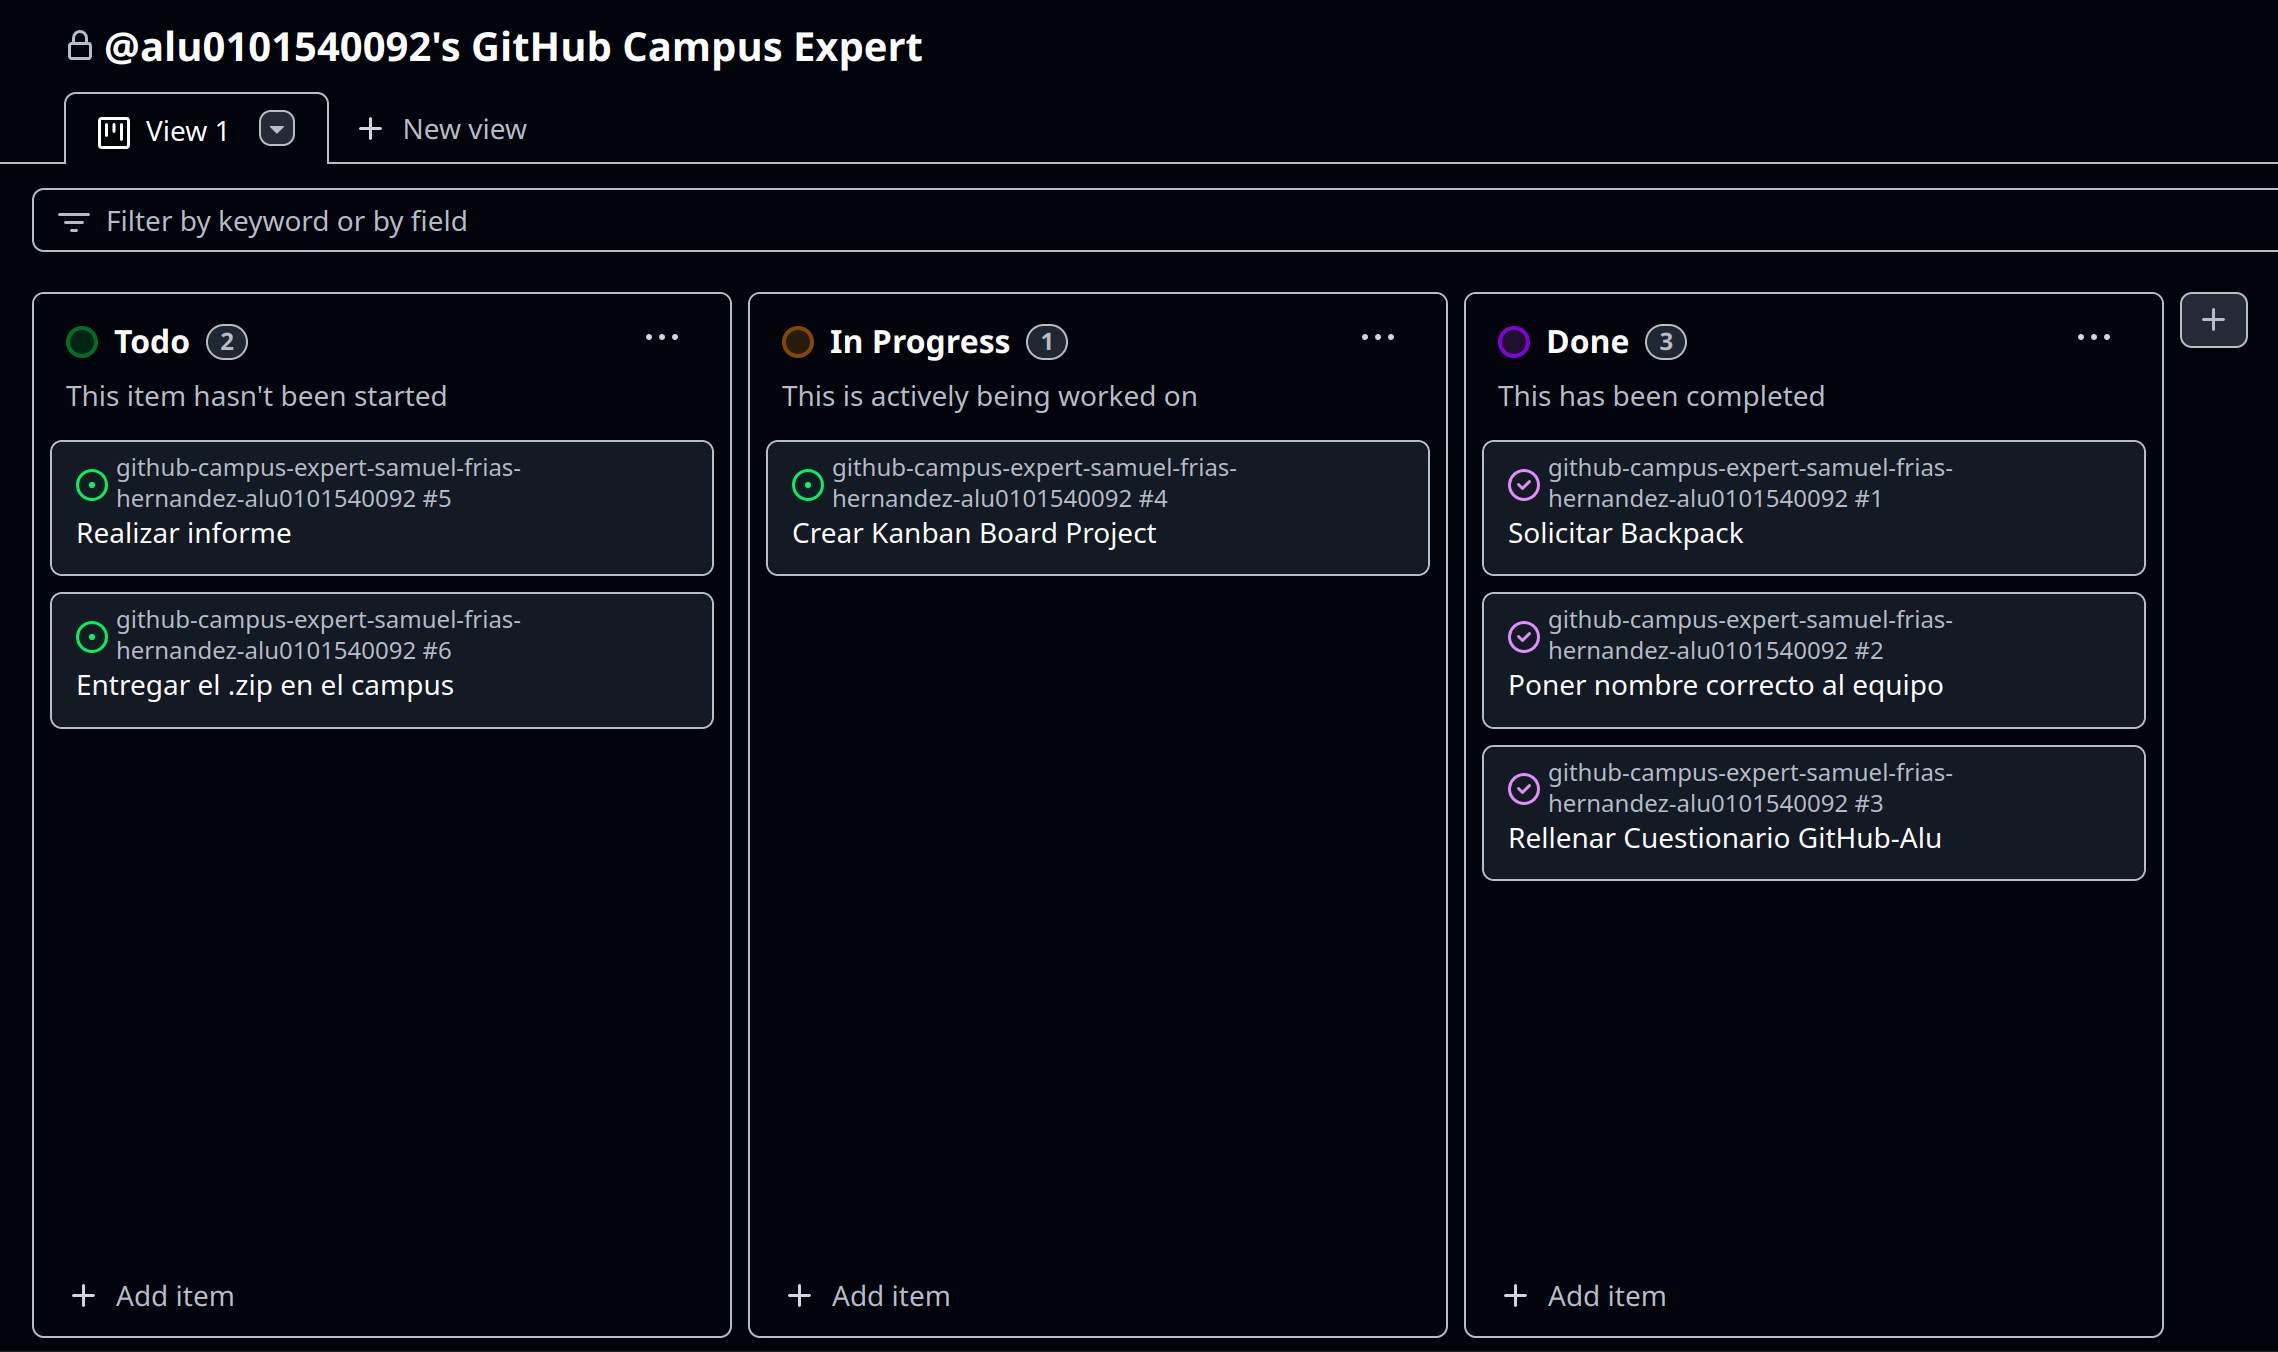 @alu0101540092's GitHub Campus Expert
View 1
New view
Filter by keyword or by field
Todo 2
This item hasn't been started
github-campus-expert-samuel-frias-
hernandez-alu0101540092 #5
Realizar informe
github-campus-expert-samuel-frias-
hernandez-alu0101540092 #6
Entregar el .zip en el campus
Add item
In Progress 1
This is actively being worked on
github-campus-expert-samuel-frias-
hernandez-alu0101540092 #4
Crear Kanban Board Project
Add item
Done 3
This has been completed
github-campus-expert-samuel-frias-
hernandez-alu0101540092 #1
Solicitar Backpack
github-campus-expert-samuel-frias-
hernandez-alu0101540092 #2
Poner nombre correcto al equipo
github-campus-expert-samuel-frias-
hernandez-alu0101540092 #3
Rellenar Cuestionario GitHub-Alu
Add item